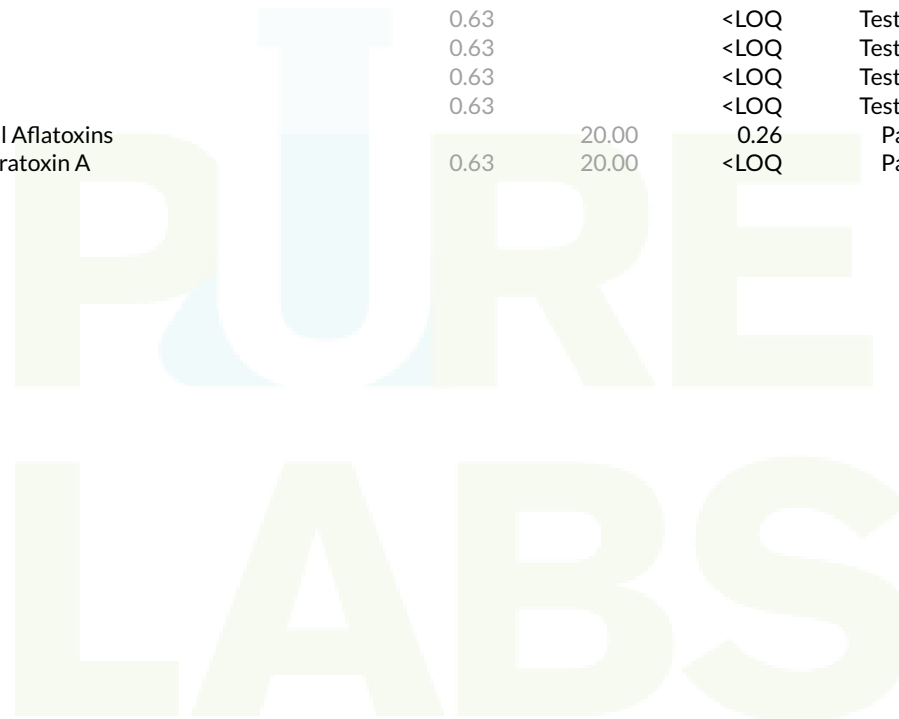 0.63 <LOQ Test
0.63 <LOQ Test
0.63 <LOQ Test
0.63 <LOQ Test
l Aflatoxins 20.00 0.26 Pa
ratoxin A 0.63 20.00 <LOQ Pa
PURE
LABS